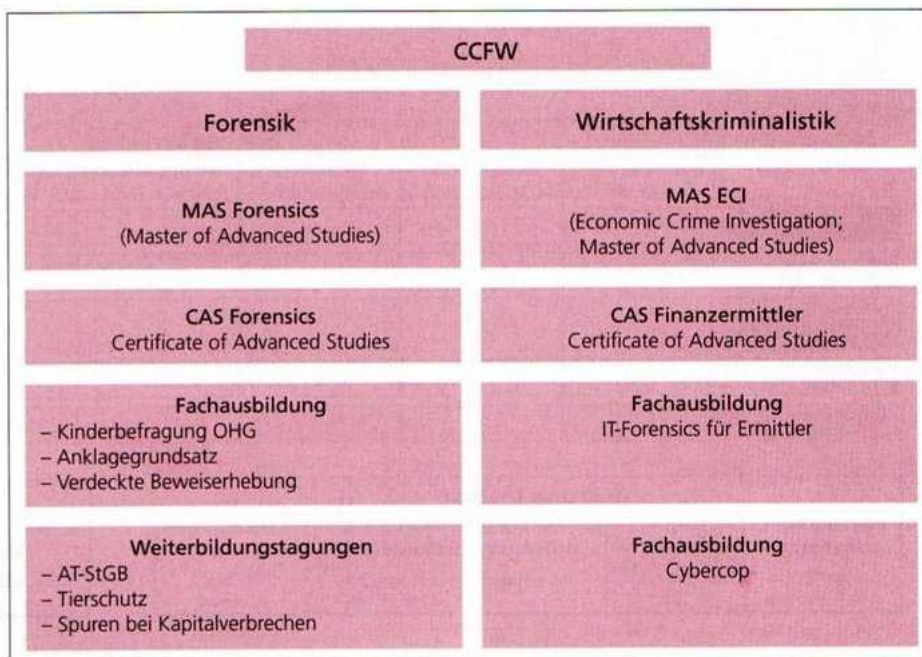 CCFW
Forensik
Wirtschaftskriminalistik
MAS Forensics
(Master of Advanced Studies)
MAS ECI
(Economic Crime Investigation;
Master of Advanced Studies)
CAS Forensics
Certificate of Advanced Studies
CAS Finanzermittler
Certificate of Advanced Studies
Fachausbildung
– Kinderbefragung OHG
– Anklagegrundsatz
– Verdeckte Beweiserhebung
Fachausbildung
IT-Forensics für Ermittler
Weiterbildungstagungen
– AT-StGB
– Tierschutz
– Spuren bei Kapitalverbrechen
Fachausbildung
Cybercop